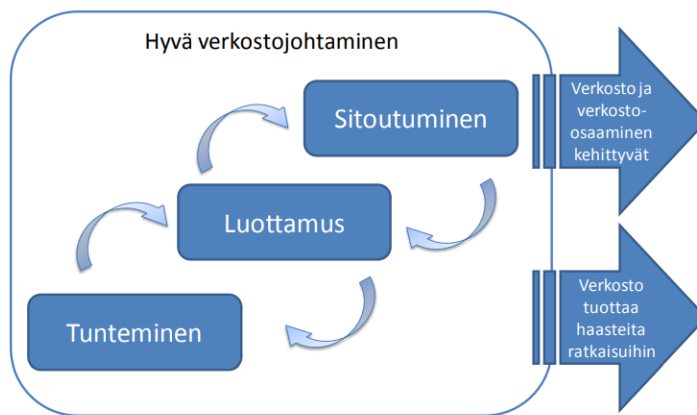 Hyvä verkostojohtaminen
Sitoutuminen
Luottamus
Tunteminen
Verkosto ja
verkosto-
osaaminen
kehittyvät
Verkosto
tuottaa
haasteita
ratkaisuihin